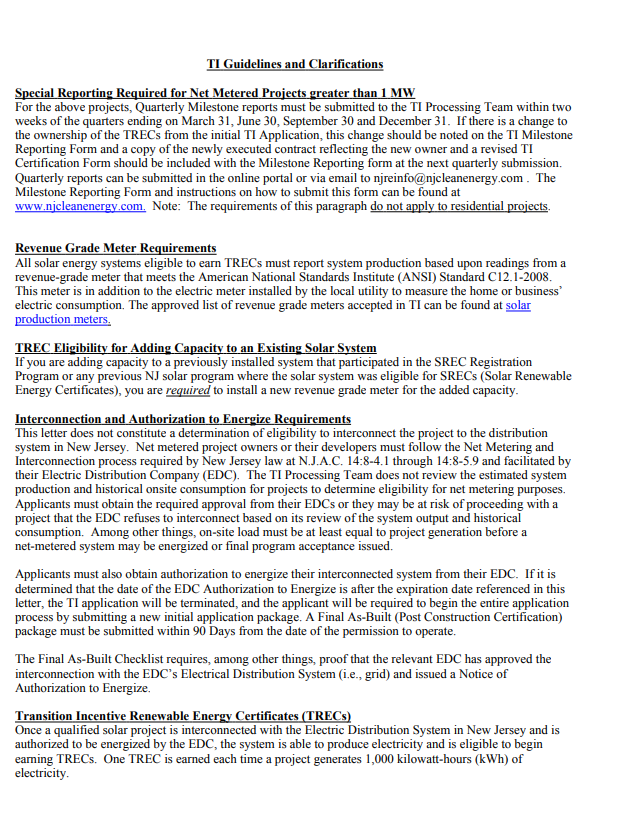 TI Guidelines and Clarifications
Special Reporting Required for Net Metered Projects greater than 1 MW
For the above projects, Quarterly Milestone reports must be submitted to the TI Processing Team within two
weeks of the quarters ending on March 31, June 30, September 30 and December 31.  If there is a change to
the ownership of the TRECs from the initial TI Application, this change should be noted on the TI Milestone
Reporting Form and a copy of the newly executed contract reflecting the new owner and a revised TI
Certification Form should be included with the Milestone Reporting form at the next quarterly submission.
Quarterly reports can be submitted in the online portal or via email to njreinfo@njcleanenergy.com .  The
Milestone Reporting Form and instructions on how to submit this form can be found at
www.njcleanenergy.com.  Note:  The requirements of this paragraph do not apply to residential projects.
Revenue Grade Meter Requirements
All solar energy systems eligible to earn TRECs must report system production based upon readings from a
revenue-grade meter that meets the American National Standards Institute (ANSI) Standard C12.1-2008.
This meter is in addition to the electric meter installed by the local utility to measure the home or business’
electric consumption. The approved list of revenue grade meters accepted in TI can be found at solar
production meters.
TREC Eligibility for Adding Capacity to an Existing Solar System
If you are adding capacity to a previously installed system that participated in the SREC Registration
Program or any previous NJ solar program where the solar system was eligible for SRECs (Solar Renewable
Energy Certificates), you are required to install a new revenue grade meter for the added capacity.
Interconnection and Authorization to Energize Requirements
This letter does not constitute a determination of eligibility to interconnect the project to the distribution
system in New Jersey.  Net metered project owners or their developers must follow the Net Metering and
Interconnection process required by New Jersey law at N.J.A.C. 14:8-4.1 through 14:8-5.9 and facilitated by
their Electric Distribution Company (EDC).  The TI Processing Team does not review the estimated system
production and historical onsite consumption for projects to determine eligibility for net metering purposes.
Applicants must obtain the required approval from their EDCs or they may be at risk of proceeding with a
project that the EDC refuses to interconnect based on its review of the system output and historical
consumption.  Among other things, on-site load must be at least equal to project generation before a
net-metered system may be energized or final program acceptance issued.
Applicants must also obtain authorization to energize their interconnected system from their EDC.  If it is
determined that the date of the EDC Authorization to Energize is after the expiration date referenced in this
letter, the TI application will be terminated, and the applicant will be required to begin the entire application
process by submitting a new initial application package. A Final As-Built (Post Construction Certification)
package must be submitted within 90 Days from the date of the permission to operate.
The Final As-Built Checklist requires, among other things, proof that the relevant EDC has approved the
interconnection with the EDC’s Electrical Distribution System (i.e., grid) and issued a Notice of
Authorization to Energize.
Transition Incentive Renewable Energy Certificates (TRECs)
Once a qualified solar project is interconnected with the Electric Distribution System in New Jersey and is
authorized to be energized by the EDC, the system is able to produce electricity and is eligible to begin
earning TRECs.  One TREC is earned each time a project generates 1,000 kilowatt-hours (kWh) of
electricity.